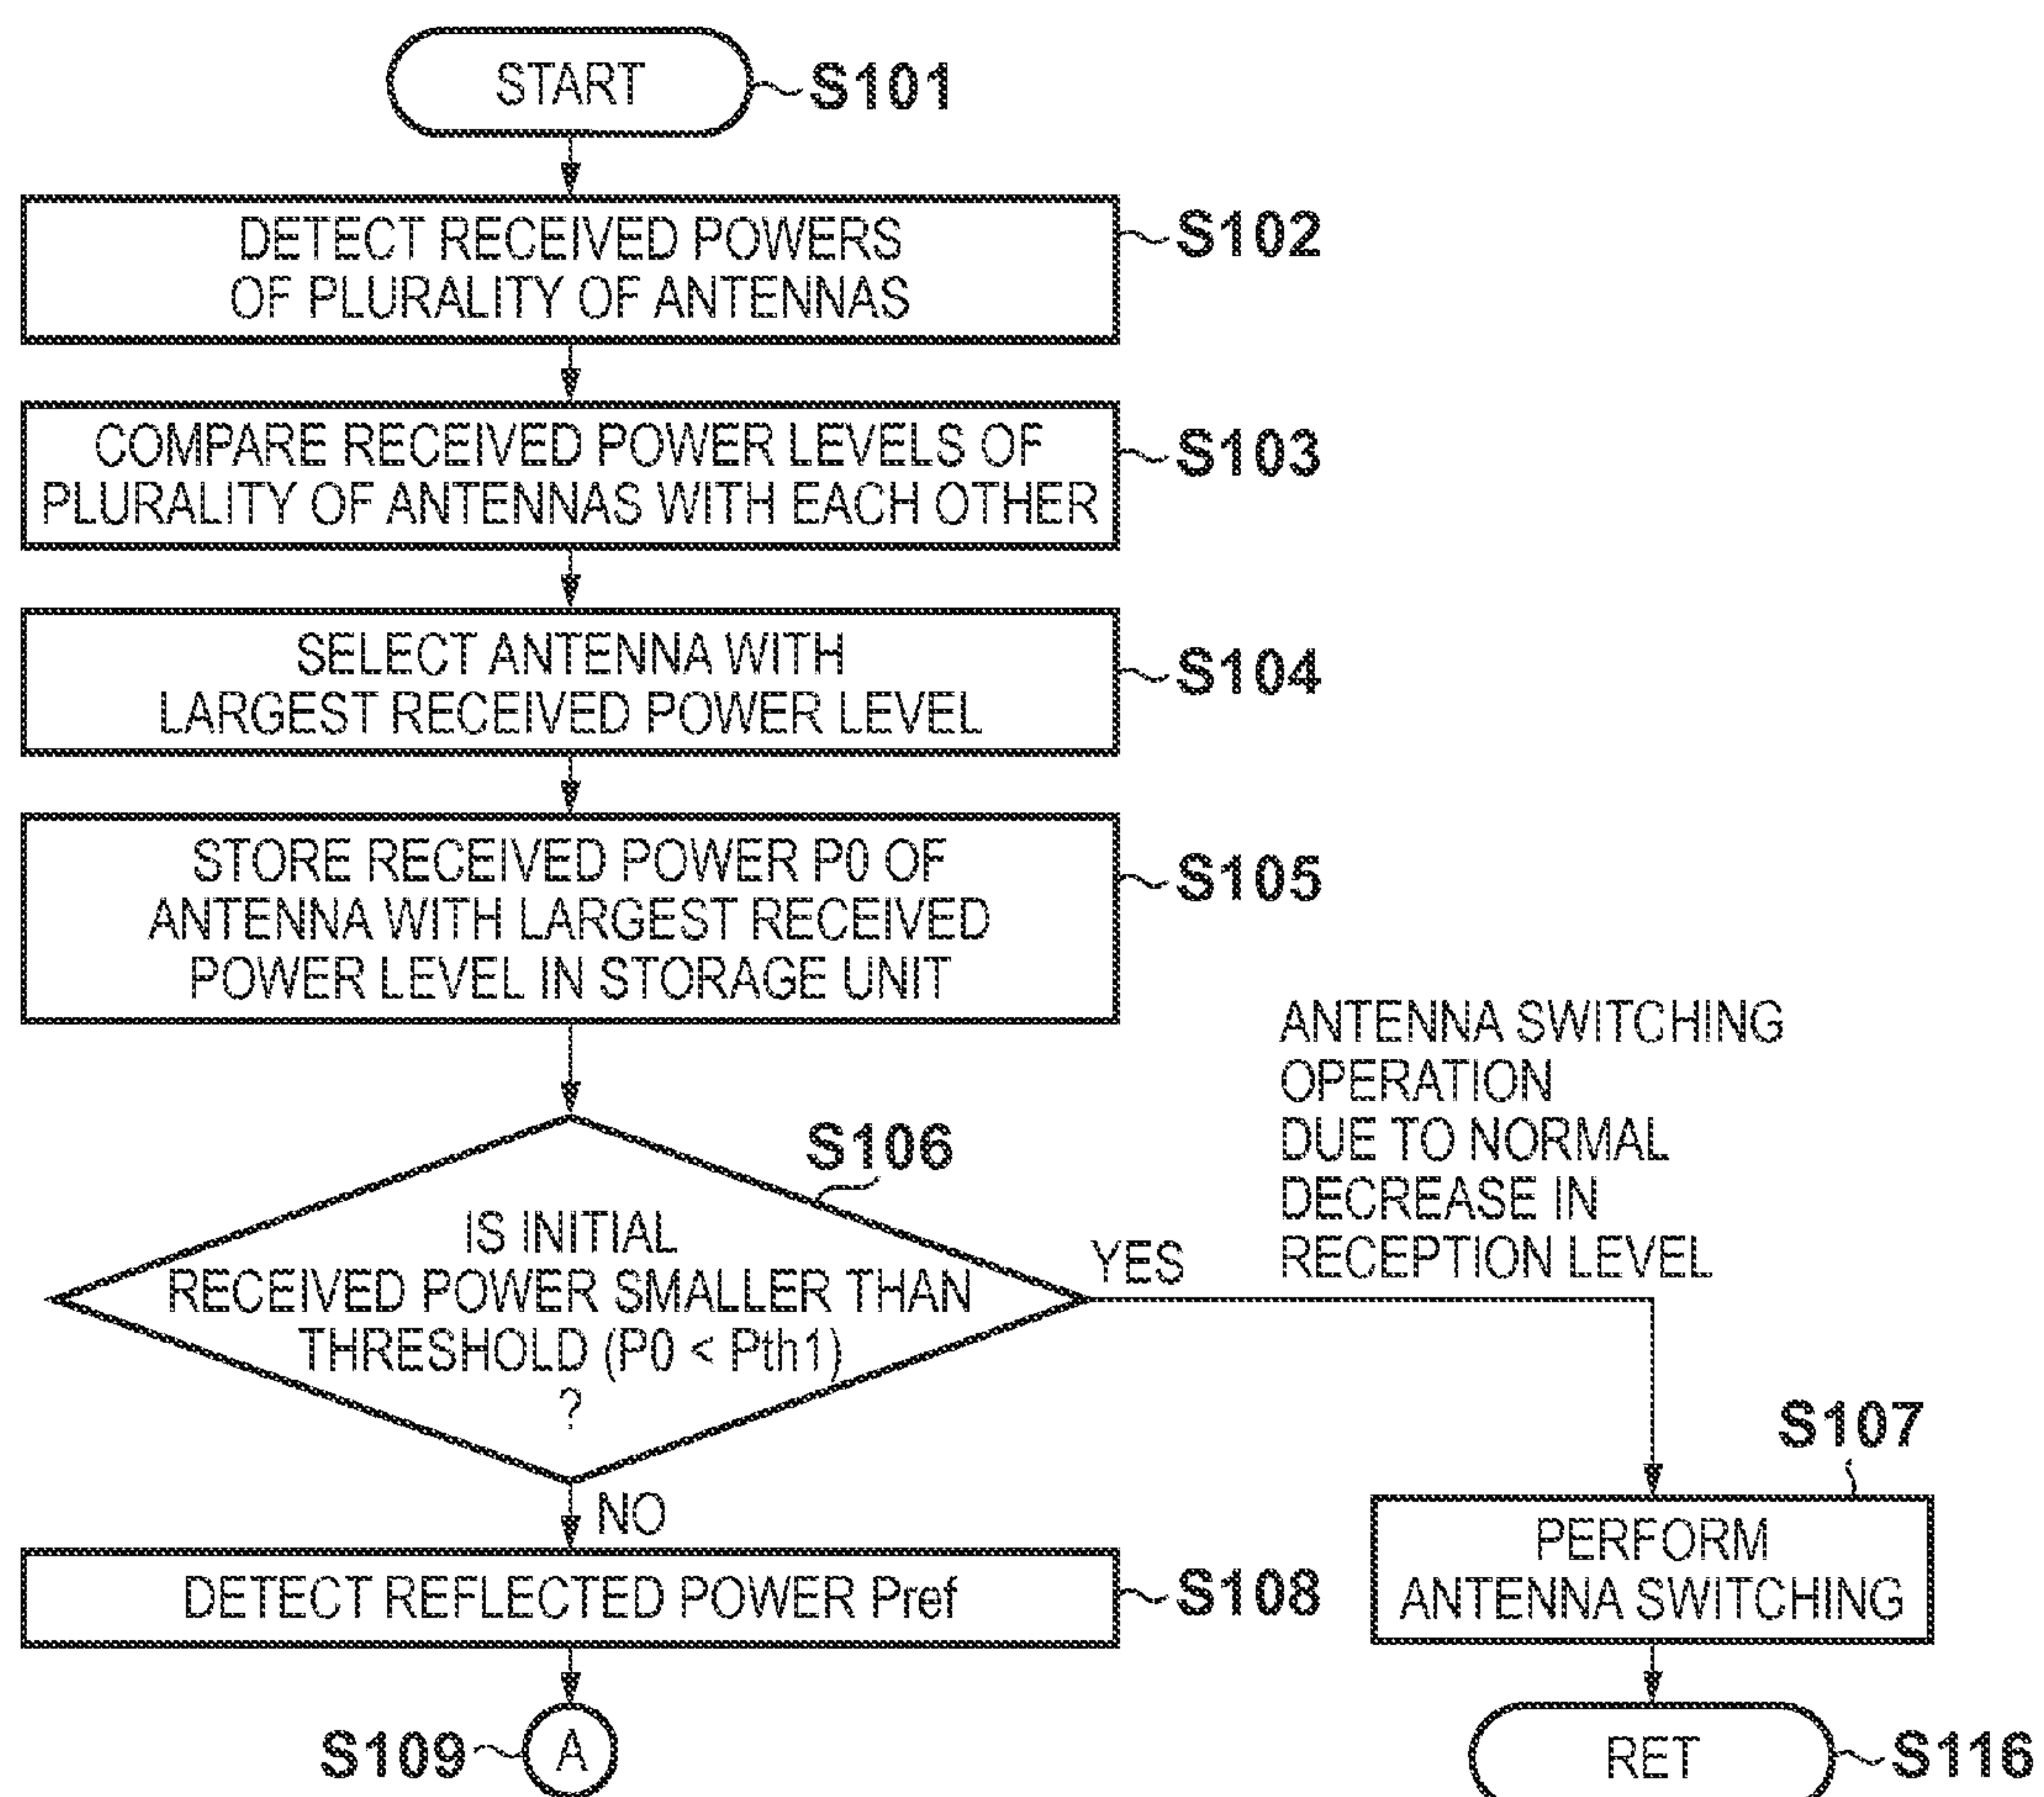 START
S101
DETECT RECEIVED POWERS
OF PLURALITY OF ANTENNAS
S102
COMPARE RECEIVED POWER LEVELS OF
PLURALITY OF ANTENNAS WITH EACH OTHER
S103
SELECT ANTENNA WITH
LARGEST RECEIVED POWER LEVEL
S104
STORE RECEIVED POWER P0 OF
ANTENNA WITH LARGEST RECEIVED
POWER LEVEL IN STORAGE UNIT
S105
S106
IS INITIAL
RECEIVED POWER SMALLER THAN
THRESHOLD (P0 < Pth1)
?
YES
ANTENNA SWITCHING
OPERATION
DUE TO NORMAL
DECREASE IN
RECEPTION LEVEL
S107
PERFORM
ANTENNA SWITCHING
NO
DETECT REFLECTED POWER Pref
S108
S109
A
RET
S116